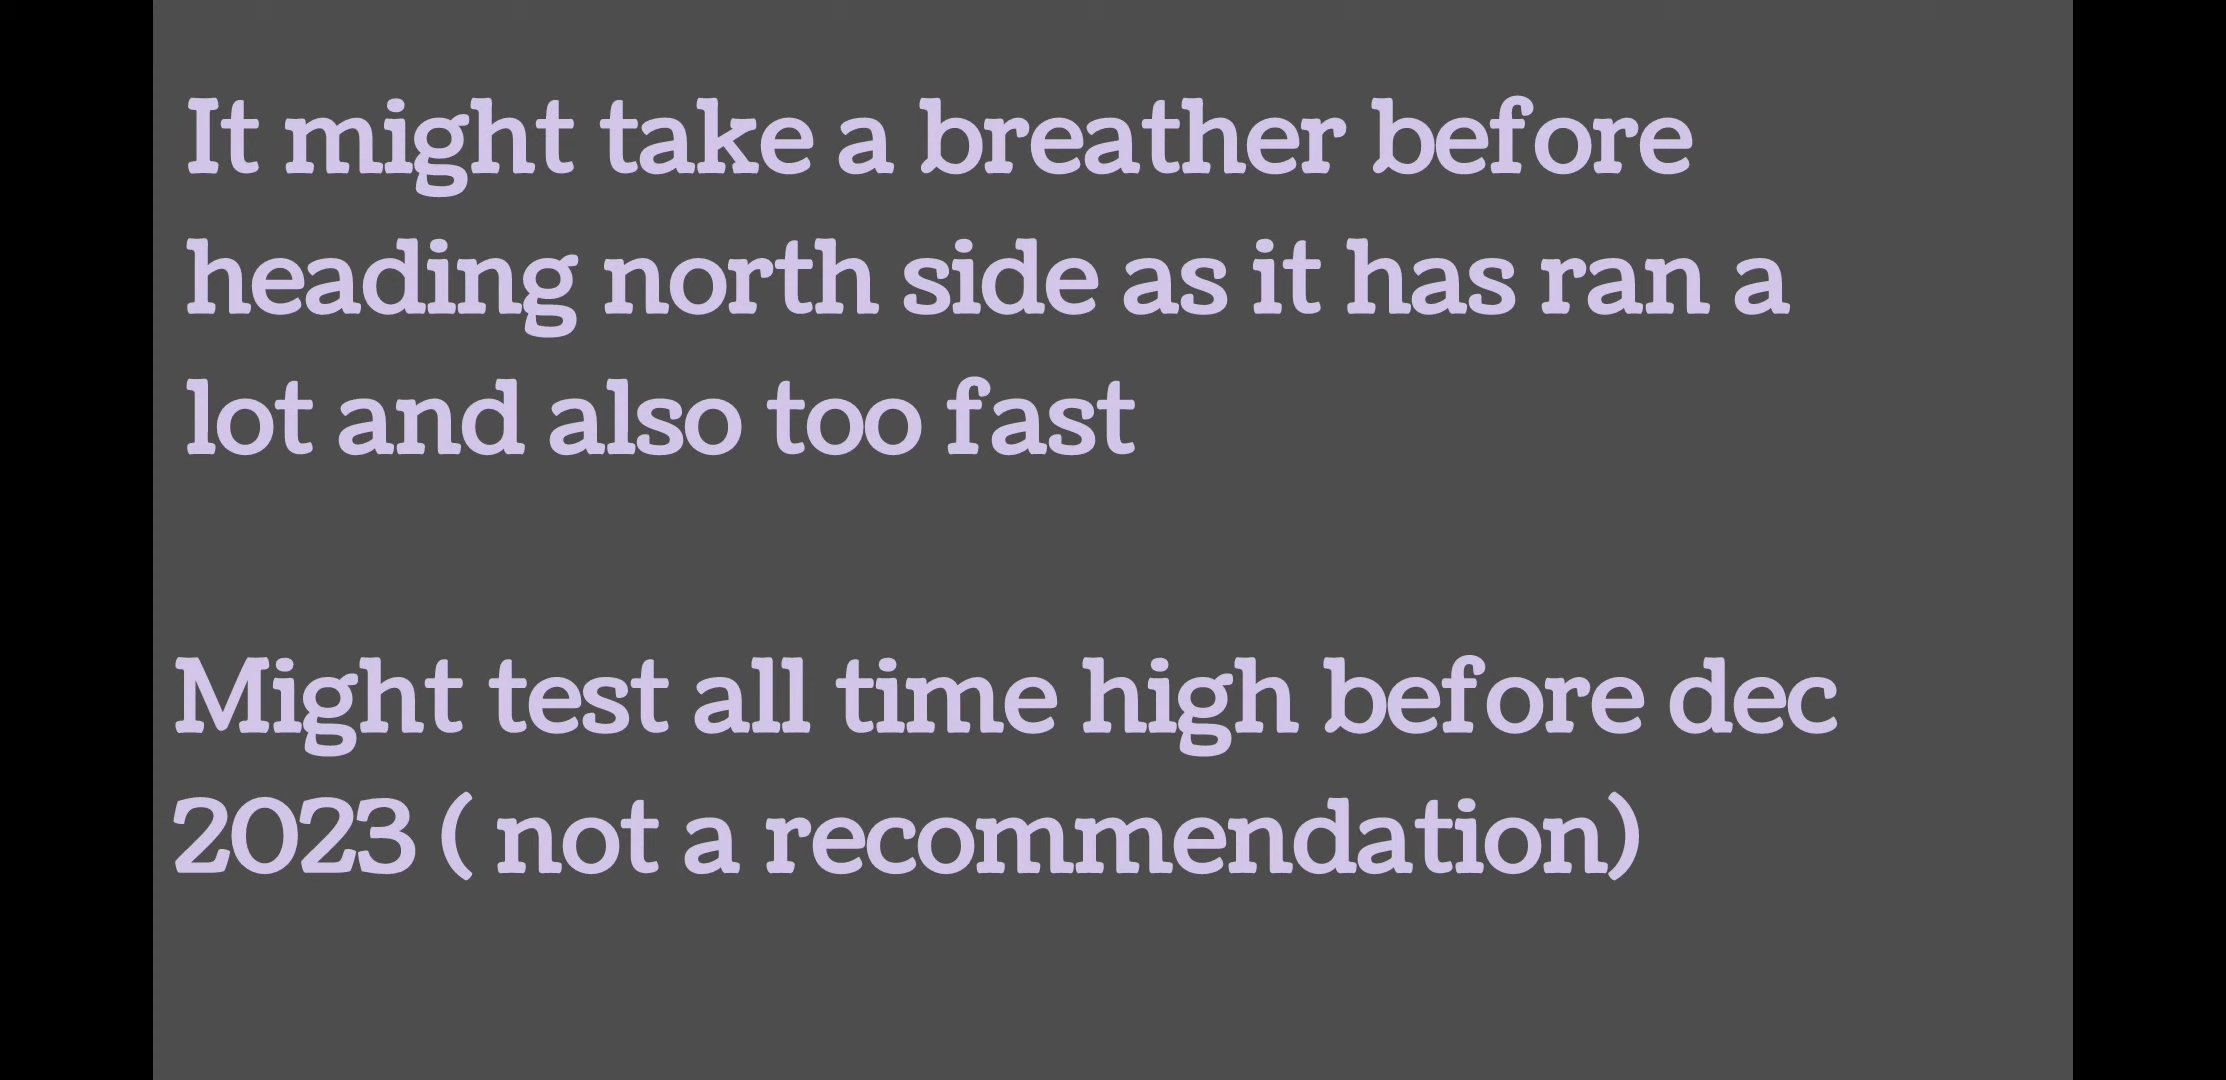 It might take a breather before
heading north side as it has ran a
lot and also too fast
Might test all time high before dec
2023 ( not a recommendation)